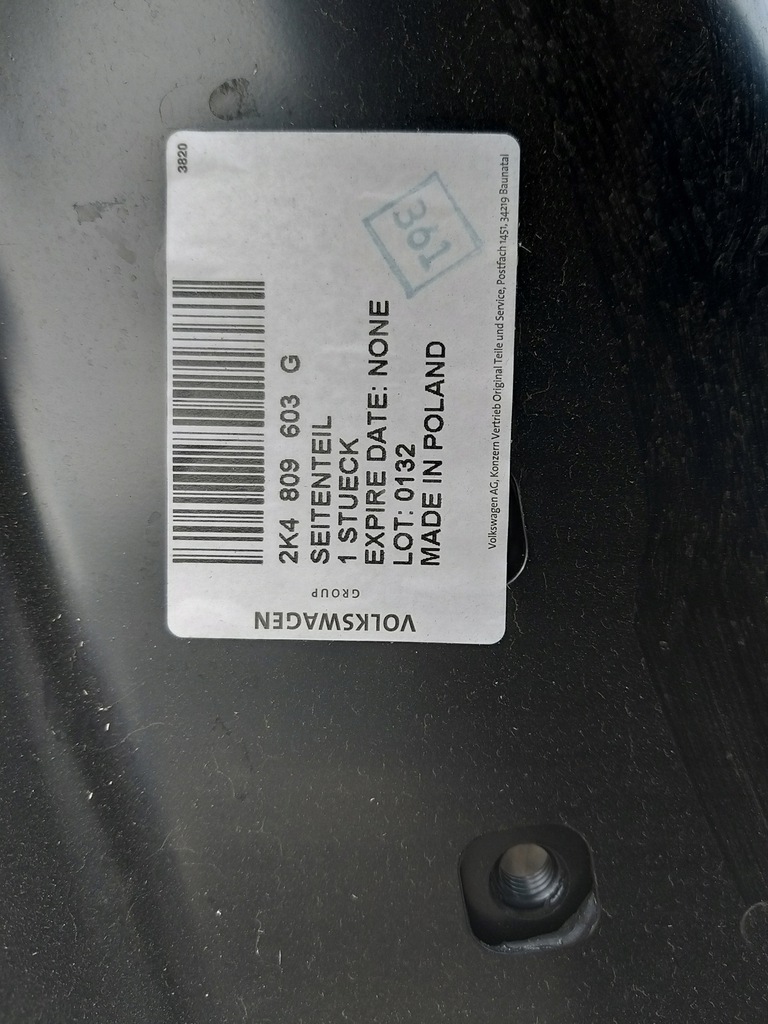 3820
2K4 809 603 G
SEITENTEIL
1 STUECK
EXPIRE DATE: NONE
LOT: 0132
MADE IN POLAND
361
Volkswagen AG, Konzern Vertrieb Original Teile und Service, Postfach 1451, 34219 Baunatal
VOLKSWAGEN
GROUP